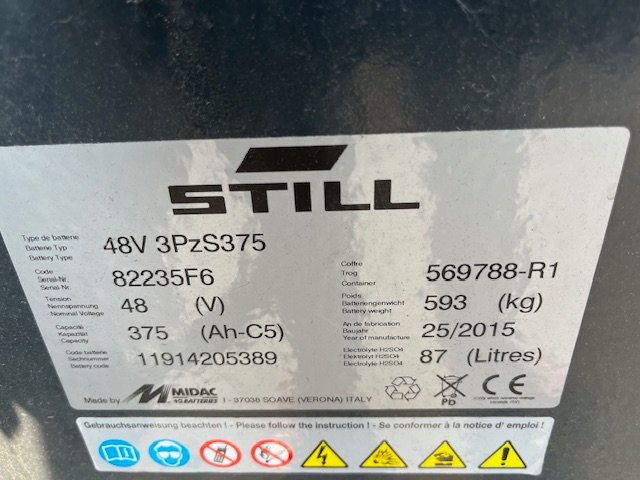 STILL
Type de batterie
Batterie Typ
Battery Type
48V 3PzS375
Code
Serial-Nr.
Serial-Nr.
82235F6
Coffre
Trog
Container
569788-R1
Tension
Nennspannung
Nominal Voltage
48 (V)
Poids
Batteriengewicht
Battery weight
593 (kg)
Capacité
Kapazität
Capacity
375 (Ah-C5)
An de fabrication
Baujahr
Year of manufacture
25/2015
Code batterie
Sachnummer
Battery code
11914205389
Electrolyte H2SO4
Elektrolyt H2SO4
Electrolyte H2SO4
87 (Litres)
Made by MIDAC BATTERIES I - 37038 SOAVE (VERONA) ITALY
Pb
CE
Gebrauchsanweisung beachten ! - Please follow the instruction ! - Se conformer à la notice d' emploi !